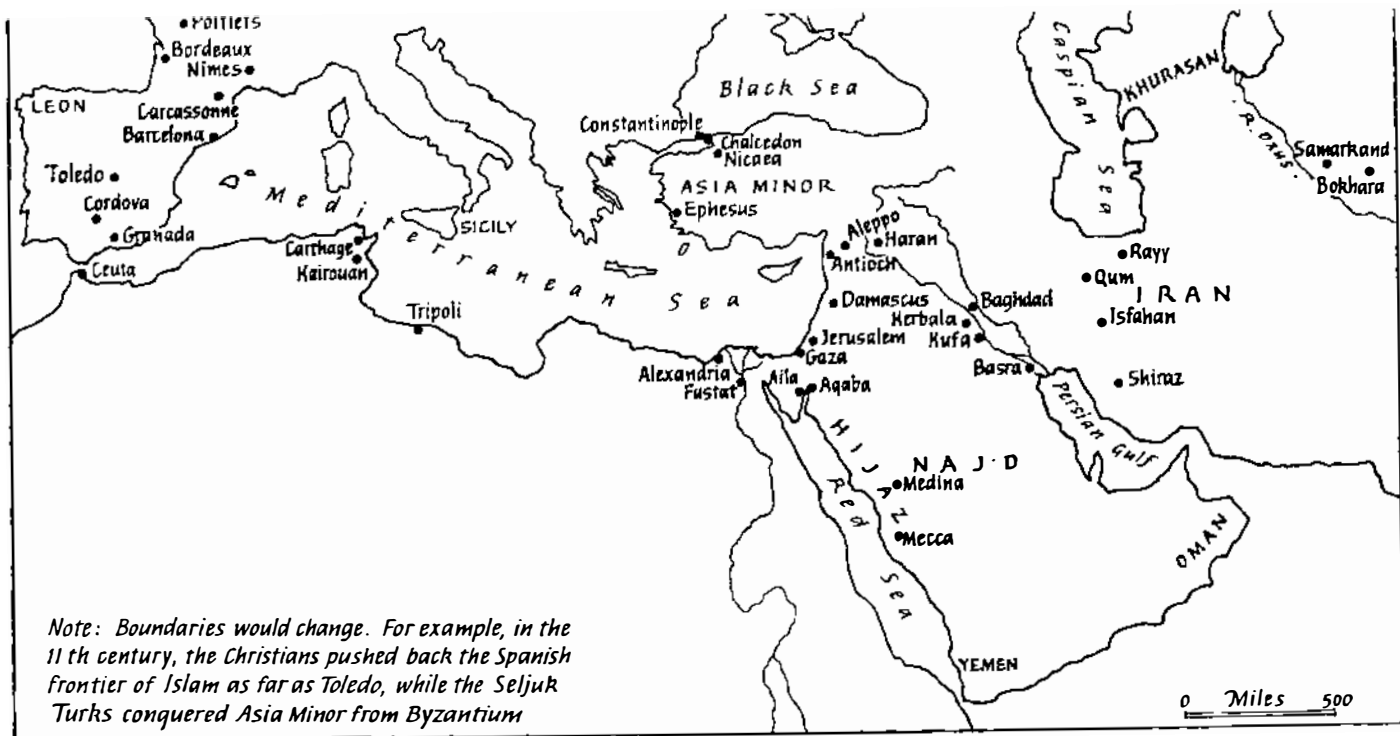 Poitiers
Bordeaux
Nimes
LEON
Carcassonne
Barcelona
Toledo
Cordova
Granada
Ceuta
Mediterranean Sea
SICILY
Carthage
Kairouan
Tripoli
Black Sea
Constantinople
Chalcedon
Nicaea
ASIA MINOR
Ephesus
Aleppo
Haran
Antioch
Damascus
Jerusalem
Gaza
Alexandria
Fustat
Aila
Aqaba
Caspian Sea
KHURASAN
R. OXUS.
Samarkand
Bokhara
Rayy
Qum
IRAN
Isfahan
Baghdad
Kerbala
Kufa
Basra
Shiraz
Persian Gulf
HIJAZ
NAJD
Medina
Mecca
Red Sea
OMAN
YEMEN
Note: Boundaries would change. For example, in the
11th century, the Christians pushed back the Spanish
frontier of Islam as far as Toledo, while the Seljuk
Turks conquered Asia Minor from Byzantium
0 Miles 500